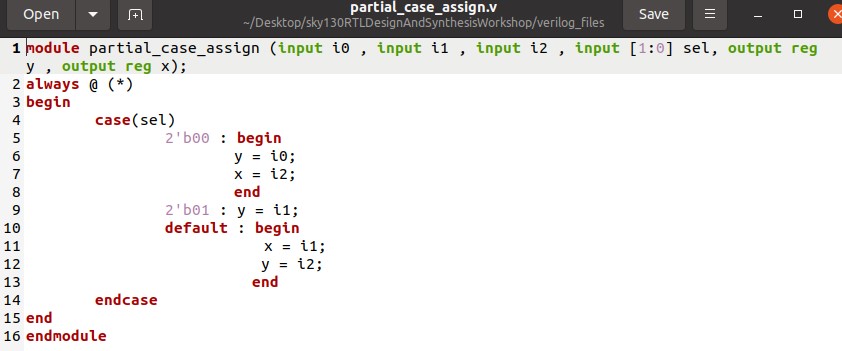 partial_case_assign.v
Open
~/Desktop/sky130RTLDesignAndSynthesisWorkshop/verilog_files
Save
1 module partial_case_assign (input i0 , input i1 , input i2 , input [1:0] sel, output reg
y , output reg x);
2 always @ (*)
3 begin
4 case(sel)
5 2'b00 : begin
6 y = i0;
7 x = i2;
8 end
9 2'b01 : y = i1;
10 default : begin
11 x = i1;
12 y = i2;
13 end
14 endcase
15 end
16 endmodule